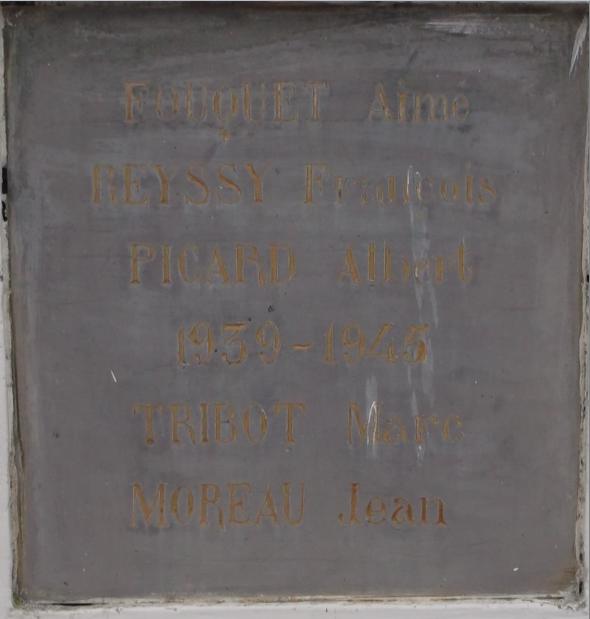 FOUQUET Aimé
REYSSY François
PICARD Albert
1939-1945
TRIBOT Marc
MOREAU Jean